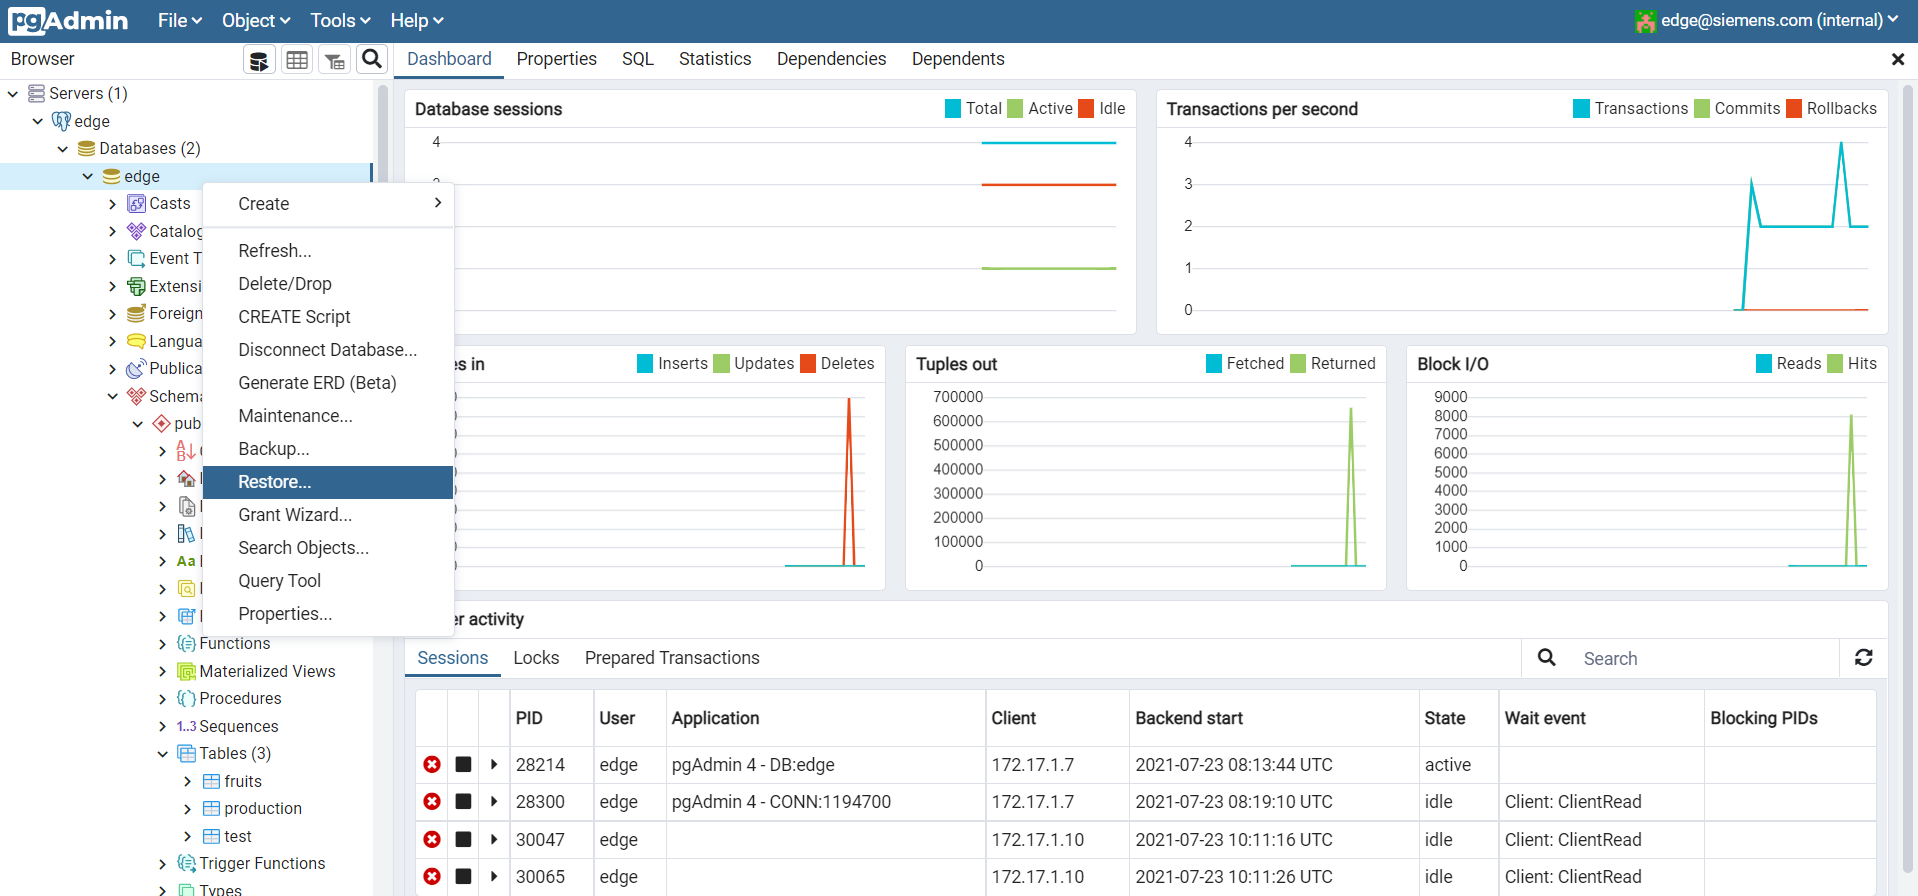 pgAdmin File Object Tools Help edge@siemens.com (internal)
Browser Dashboard Properties SQL Statistics Dependencies Dependents
Servers (1)
edge
Databases (2)
edge
Casts
Catalog
Event T
Extensi
Foreign
Langua
Publica
Schema
pub
Aa
Functions
Materialized Views
Procedures
1..3 Sequences
Tables (3)
fruits
production
test
Trigger Functions
Types
Create
Refresh...
Delete/Drop
CREATE Script
Disconnect Database...
Generate ERD (Beta)
Maintenance...
Backup...
Restore...
Grant Wizard...
Search Objects...
Query Tool
Properties...
Database sessions Total Active Idle
4
Transactions per second Transactions Commits Rollbacks
4
3
2
1
0
es in Inserts Updates Deletes
Tuples out Fetched Returned
700000
600000
500000
400000
300000
200000
100000
0
Block I/O Reads Hits
9000
8000
7000
6000
5000
4000
3000
2000
1000
0
er activity
Sessions Locks Prepared Transactions Search
PID User Application Client Backend start State Wait event Blocking PIDs
28214 edge pgAdmin 4 - DB:edge 172.17.1.7 2021-07-23 08:13:44 UTC active
28300 edge pgAdmin 4 - CONN:1194700 172.17.1.7 2021-07-23 08:19:10 UTC idle Client: ClientRead
30047 edge 172.17.1.10 2021-07-23 10:11:16 UTC idle Client: ClientRead
30065 edge 172.17.1.10 2021-07-23 10:11:26 UTC idle Client: ClientRead